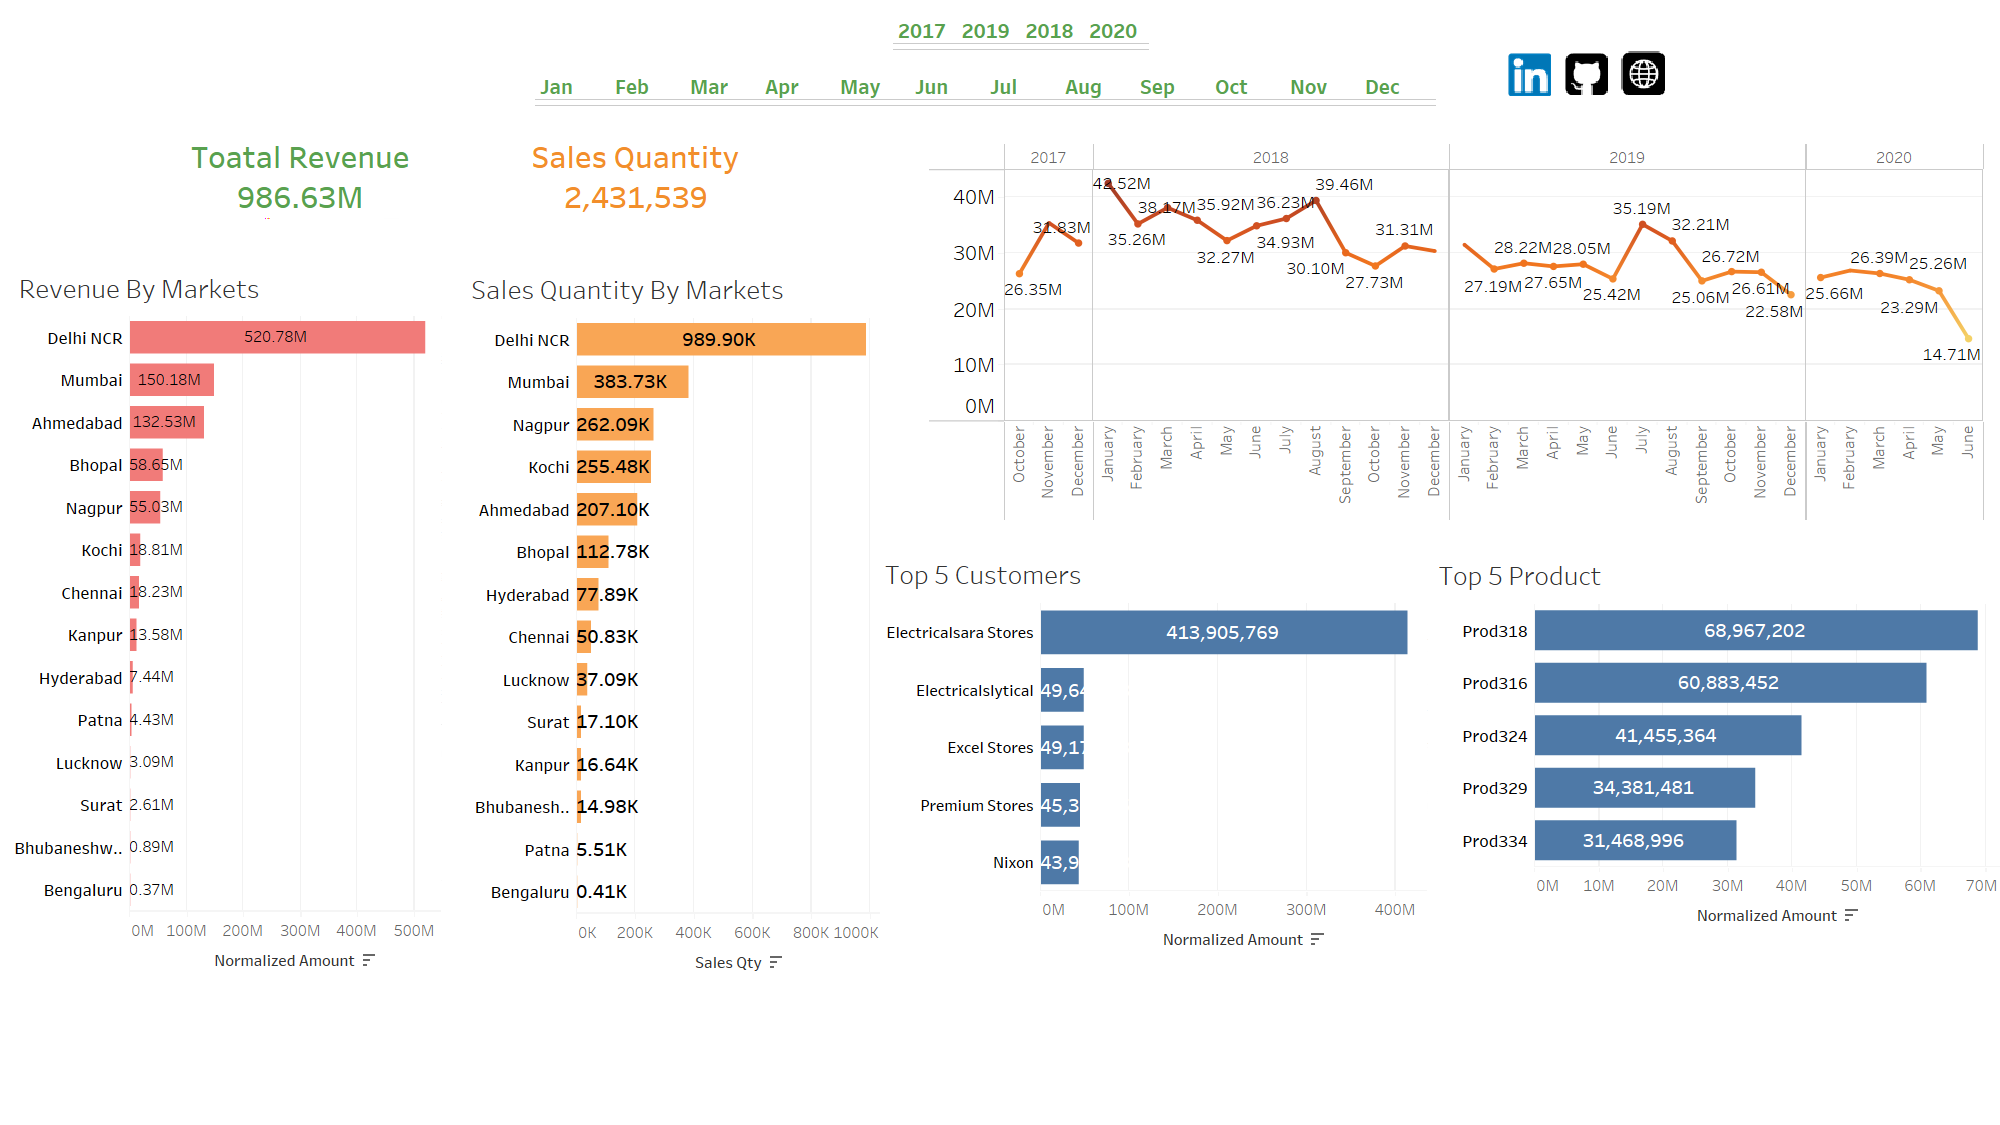 2017 2019 2018 2020
Jan Feb Mar Apr May Jun Jul Aug Sep Oct Nov Dec
in
Toatal Revenue
986.63M
Sales Quantity
2,431,539
2017 2018 2019 2020
40M
30M
20M
10M
0M
26.35M 31.83M
42.52M 35.26M 38.17M 35.92M 32.27M 34.93M 36.23M 39.46M 30.10M 27.73M 31.31M
27.19M 28.22M 27.65M 28.05M 25.42M 35.19M 32.21M 25.06M 26.72M 26.61M 22.58M
25.66M 26.39M 25.26M 23.29M 14.71M
October November December
January February March April May June July August September October November December
January February March April May June July August September October November December
January February March April May June
Revenue By Markets
Delhi NCR 520.78M
Mumbai 150.18M
Ahmedabad 132.53M
Bhopal 58.65M
Nagpur 55.03M
Kochi 18.81M
Chennai 18.23M
Kanpur 13.58M
Hyderabad 7.44M
Patna 4.43M
Lucknow 3.09M
Surat 2.61M
Bhubaneshw.. 0.89M
Bengaluru 0.37M
0M 100M 200M 300M 400M 500M
Normalized Amount
Sales Quantity By Markets
Delhi NCR 989.90K
Mumbai 383.73K
Nagpur 262.09K
Kochi 255.48K
Ahmedabad 207.10K
Bhopal 112.78K
Hyderabad 77.89K
Chennai 50.83K
Lucknow 37.09K
Surat 17.10K
Kanpur 16.64K
Bhubanesh.. 14.98K
Patna 5.51K
Bengaluru 0.41K
0K 200K 400K 600K 800K 1000K
Sales Qty
Top 5 Customers
Electricalsara Stores 413,905,769
Electricalslytical 49,64
Excel Stores 49,17
Premium Stores 45,3
Nixon 43,9
0M 100M 200M 300M 400M
Normalized Amount
Top 5 Product
Prod318 68,967,202
Prod316 60,883,452
Prod324 41,455,364
Prod329 34,381,481
Prod334 31,468,996
0M 10M 20M 30M 40M 50M 60M 70M
Normalized Amount